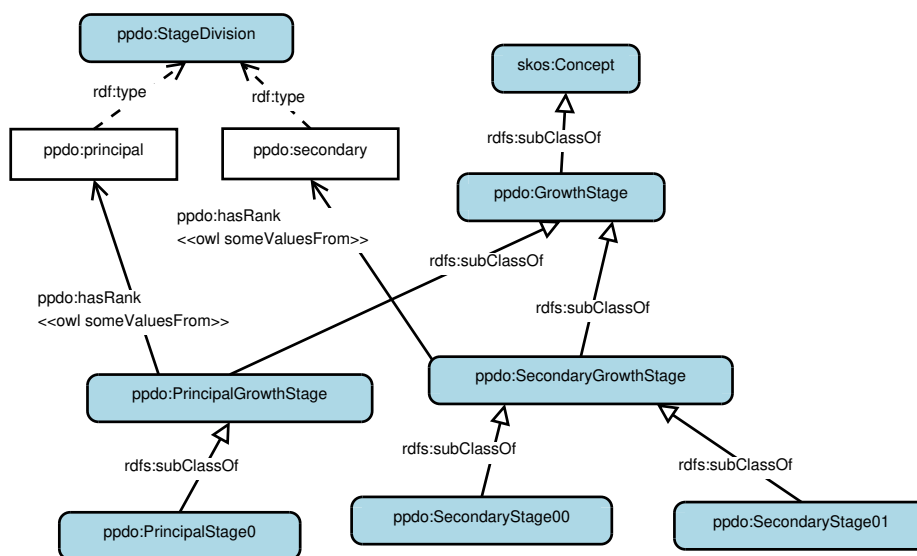 ppdo:StageDivision
skos:Concept
rdf:type
rdf:type
rdfs:subClassOf
ppdo:principal
ppdo:secondary
ppdo:GrowthStage
ppdo:hasRank
<<owl someValuesFrom>>
rdfs:subClassOf
ppdo:hasRank
<<owl someValuesFrom>>
rdfs:subClassOf
ppdo:PrincipalGrowthStage
ppdo:SecondaryGrowthStage
rdfs:subClassOf
rdfs:subClassOf
rdfs:subClassOf
ppdo:PrincipalStage0
ppdo:SecondaryStage00
ppdo:SecondaryStage01